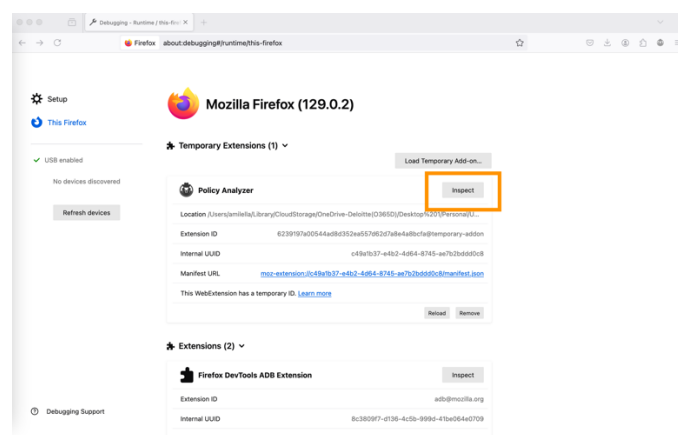 Debugging - Runtime / this-fire
Firefox about:debugging#/runtime/this-firefox
Setup
This Firefox
USB enabled
No devices discovered
Refresh devices
Debugging Support
Mozilla Firefox (129.0.2)
Temporary Extensions (1)
Load Temporary Add-on...
Policy Analyzer
Inspect
Location /Users/amilella/Library/CloudStorage/OneDrive-Deloitte(O365D)/Desktop%201/Personal/U...
Extension ID 6239197a00544ad8d352ea557d62d7a8e4a8bcfa@temporary-addon
Internal UUID c49a1b37-e4b2-4d64-8745-ae7b2bddd0c8
Manifest URL moz-extension://c49a1b37-e4b2-4d64-8745-ae7b2bddd0c8/manifest.json
This WebExtension has a temporary ID. Learn more
Reload Remove
Extensions (2)
Firefox DevTools ADB Extension
Inspect
Extension ID adb@mozilla.org
Internal UUID 8c3809f7-d136-4c5b-999d-41be064e0709